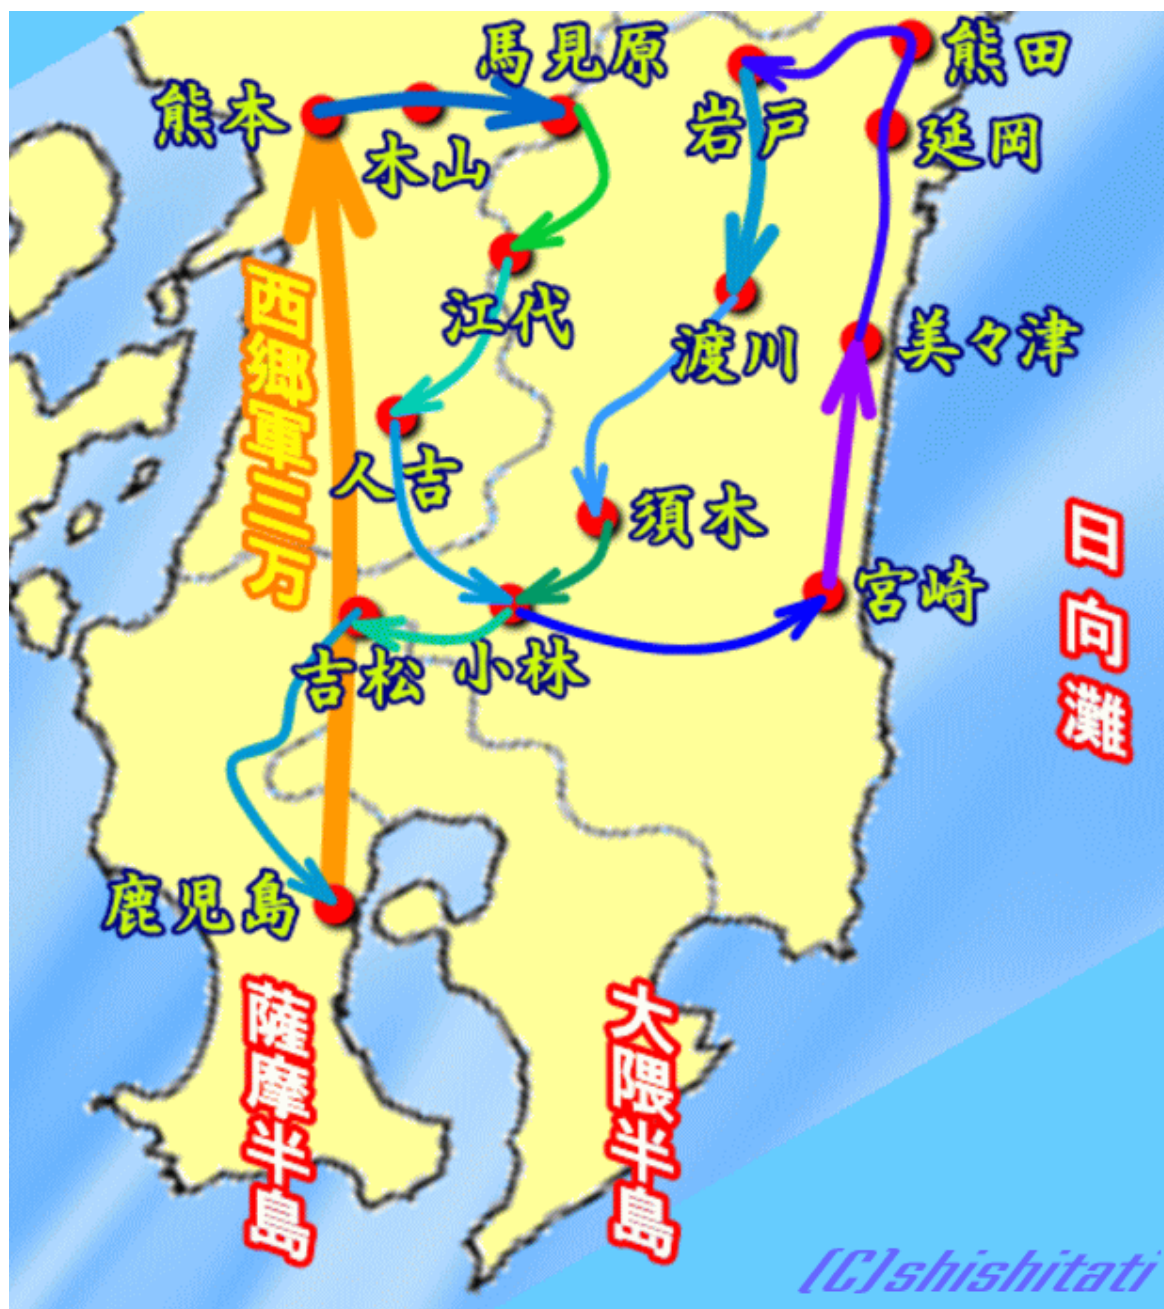 馬見原
熊田
熊本
岩戸
延岡
木山
西郷軍三万
江代
渡川
美々津
人吉
須木
日向灘
宮崎
吉松
小林
鹿児島
薩摩半島
大隈半島
(C)shishitati